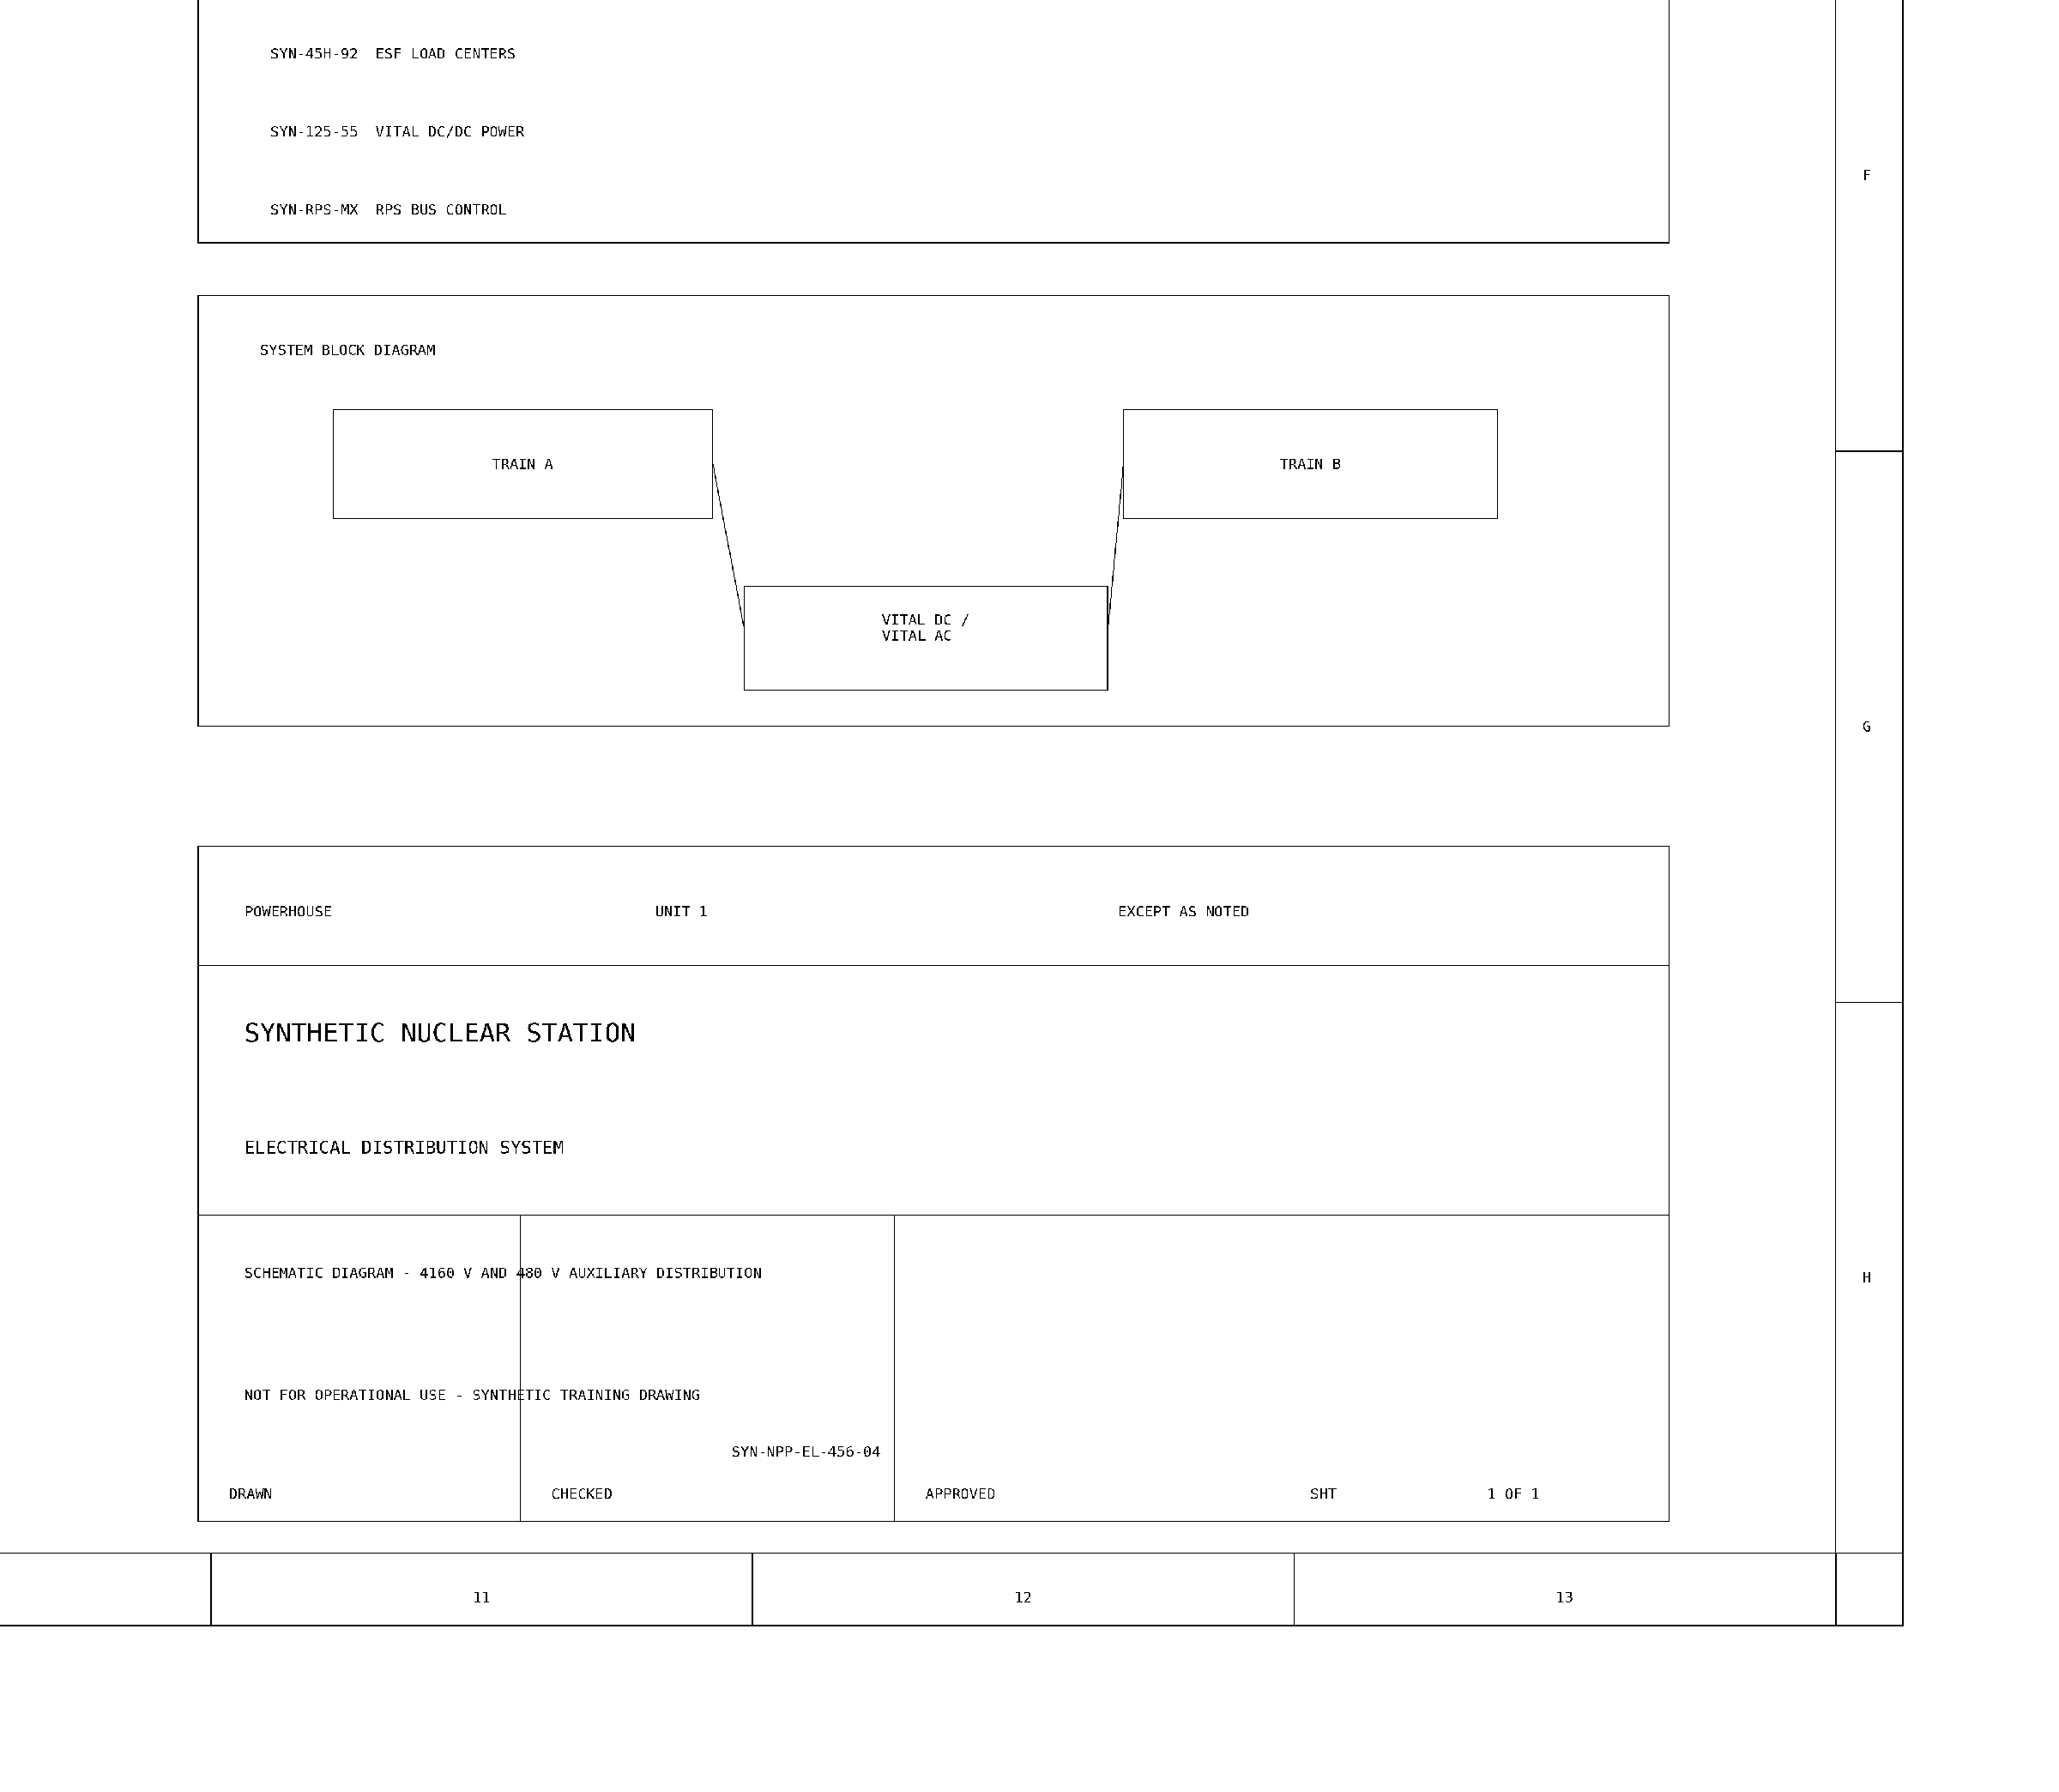 SYN-45H-92  ESF LOAD CENTERS
SYN-125-55  VITAL DC/DC POWER
SYN-RPS-MX  RPS BUS CONTROL
F
SYSTEM BLOCK DIAGRAM
TRAIN A
TRAIN B
VITAL DC /
VITAL AC
G
POWERHOUSE
UNIT 1
EXCEPT AS NOTED
SYNTHETIC NUCLEAR STATION
ELECTRICAL DISTRIBUTION SYSTEM
SCHEMATIC DIAGRAM - 4160 V AND 480 V AUXILIARY DISTRIBUTION
H
NOT FOR OPERATIONAL USE - SYNTHETIC TRAINING DRAWING
SYN-NPP-EL-456-04
DRAWN
CHECKED
APPROVED
SHT
1 OF 1
11
12
13